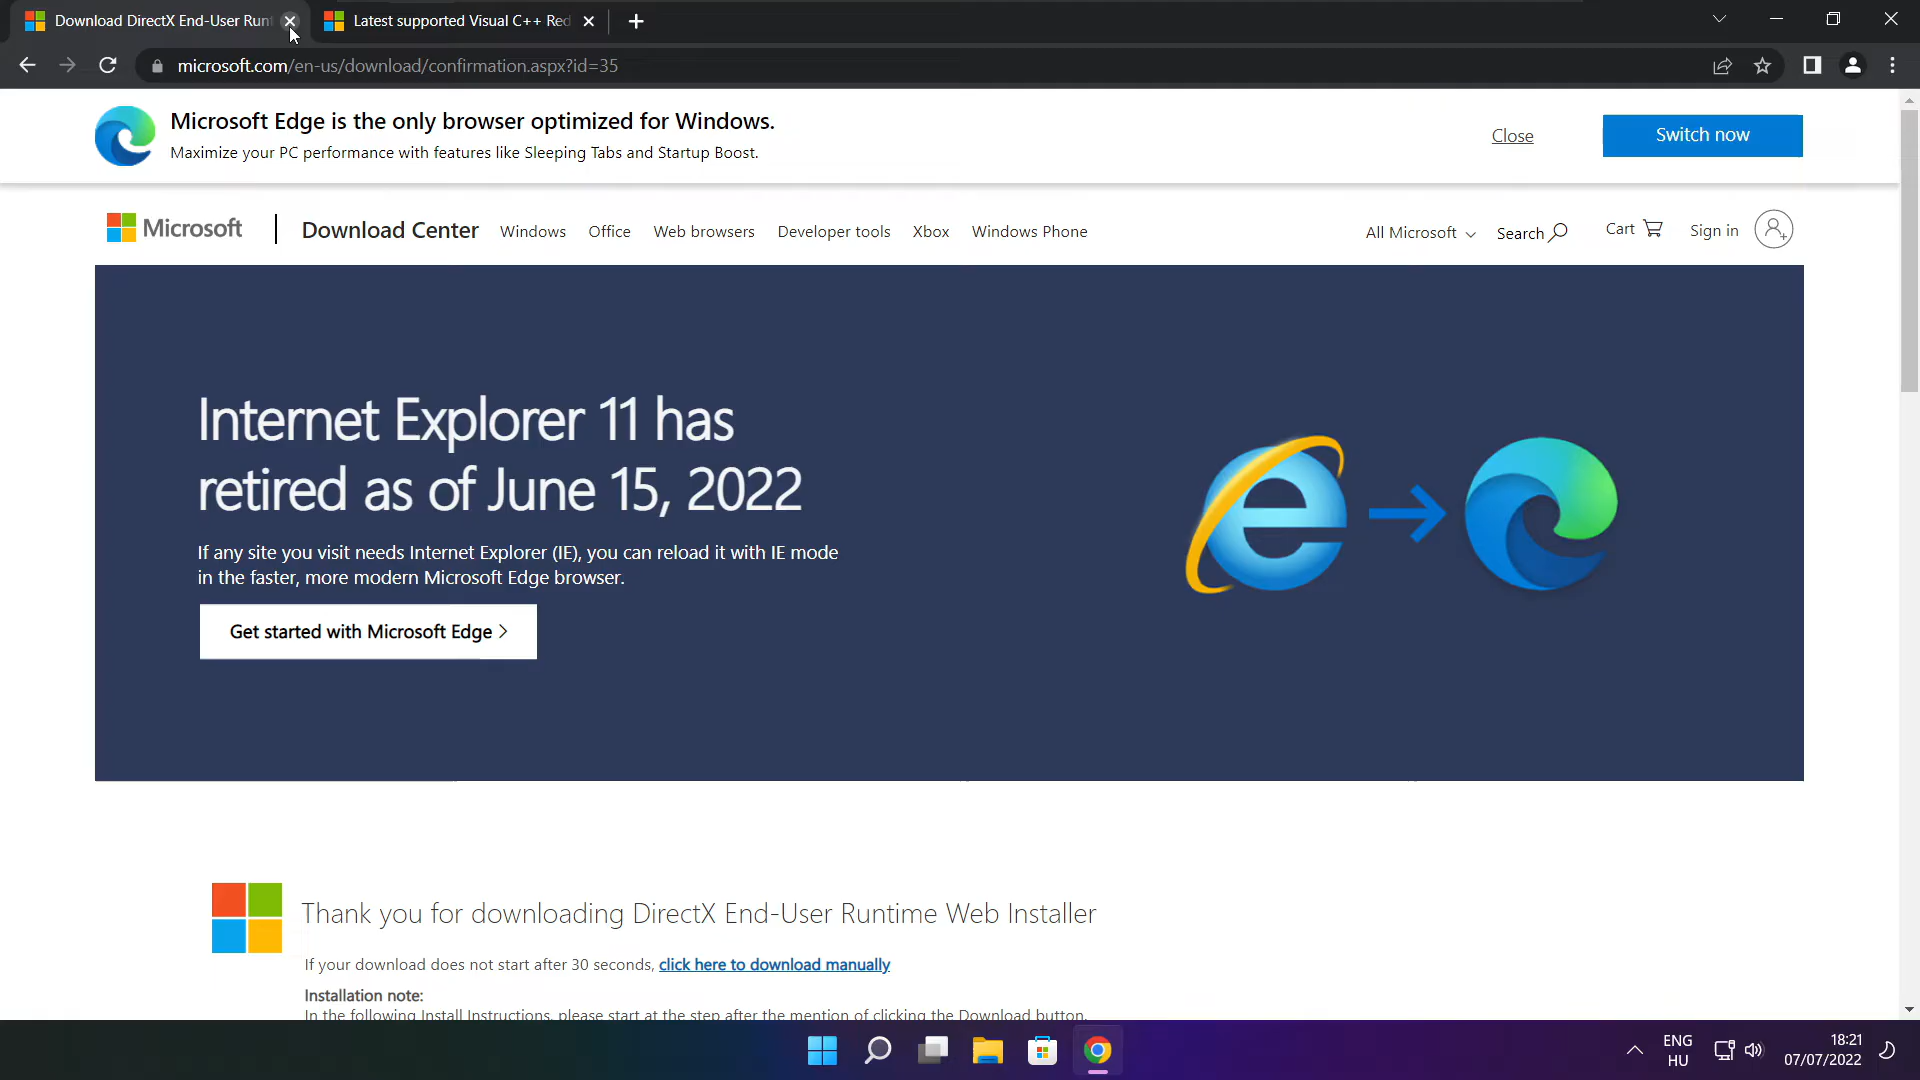 Download DirectX End-User Runt
Latest supported Visual C++ Red
microsoft.com/en-us/download/confirmation.aspx?id=35
Microsoft Edge is the only browser optimized for Windows.
Maximize your PC performance with features like Sleeping Tabs and Startup Boost.
Close
Switch now
Microsoft
Download Center
Windows
Office
Web browsers
Developer tools
Xbox
Windows Phone
All Microsoft
Search
Cart
Sign in
Internet Explorer 11 has
retired as of June 15, 2022
If any site you visit needs Internet Explorer (IE), you can reload it with IE mode
in the faster, more modern Microsoft Edge browser.
Get started with Microsoft Edge >
Thank you for downloading DirectX End-User Runtime Web Installer
If your download does not start after 30 seconds, click here to download manually
Installation note:
In the following Install Instructions, please start at the step after the mention of clicking the Download button.
ENG
HU
18:21
07/07/2022